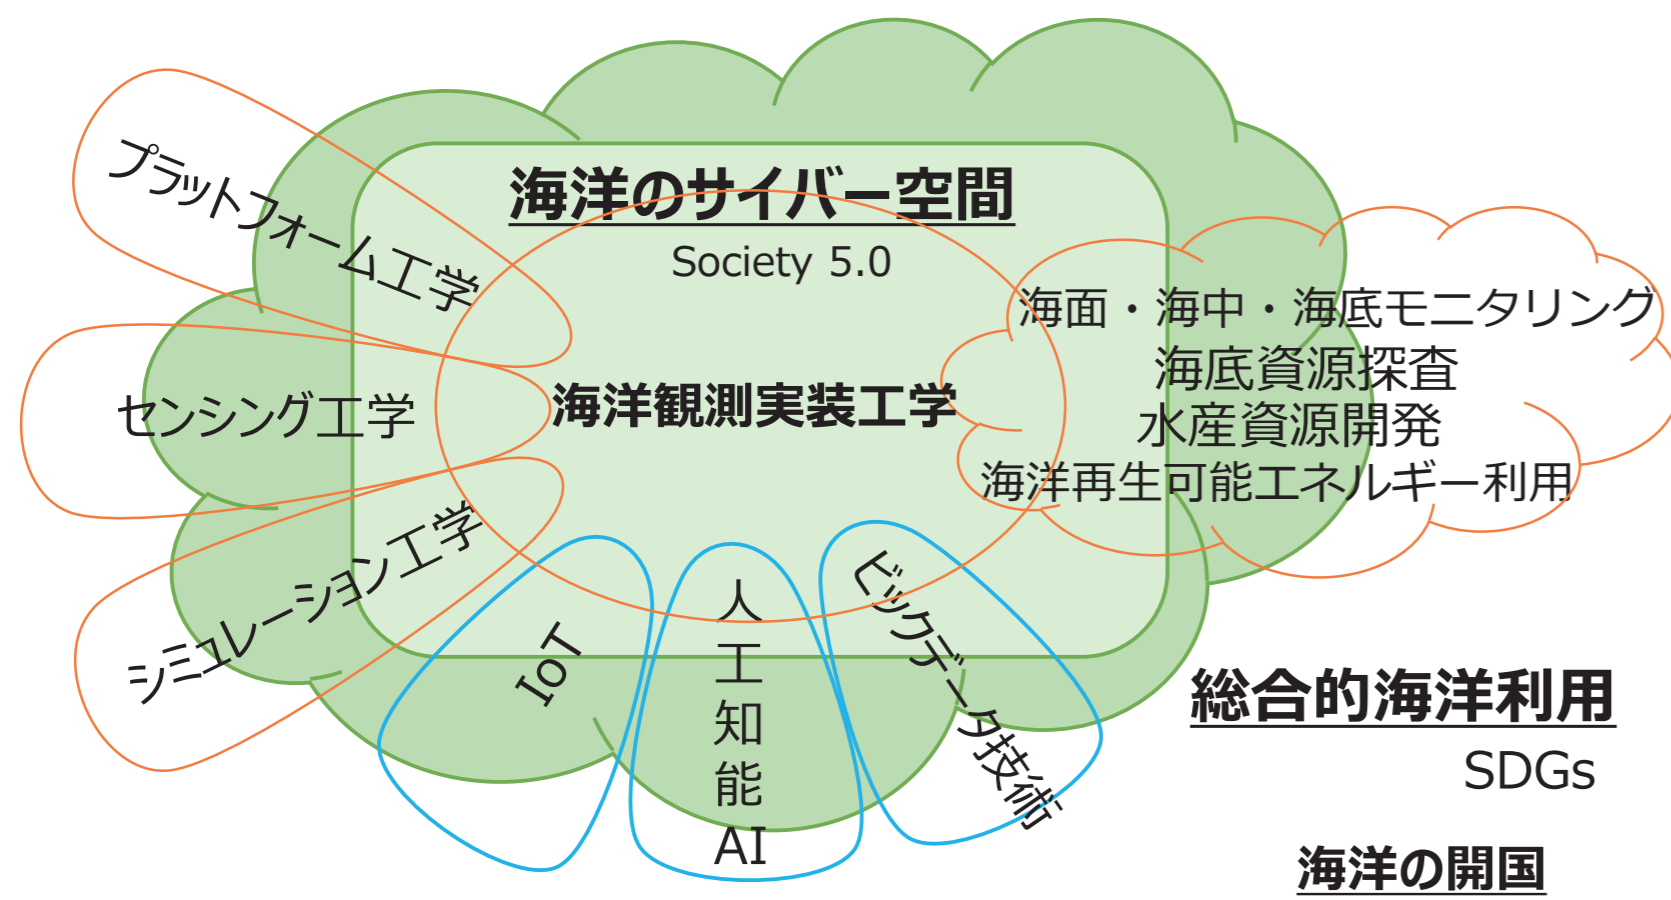 海洋のサイバー空間
Society 5.0
プラットフォーム工学
センシング工学
シミュレーション工学
海洋観測実装工学
海面・海中・海底モニタリング
海底資源探査
水産資源開発
海洋再生可能エネルギー利用
IoT
人工知能AI
ビックデータ技術
総合的海洋利用
SDGs
海洋の開国